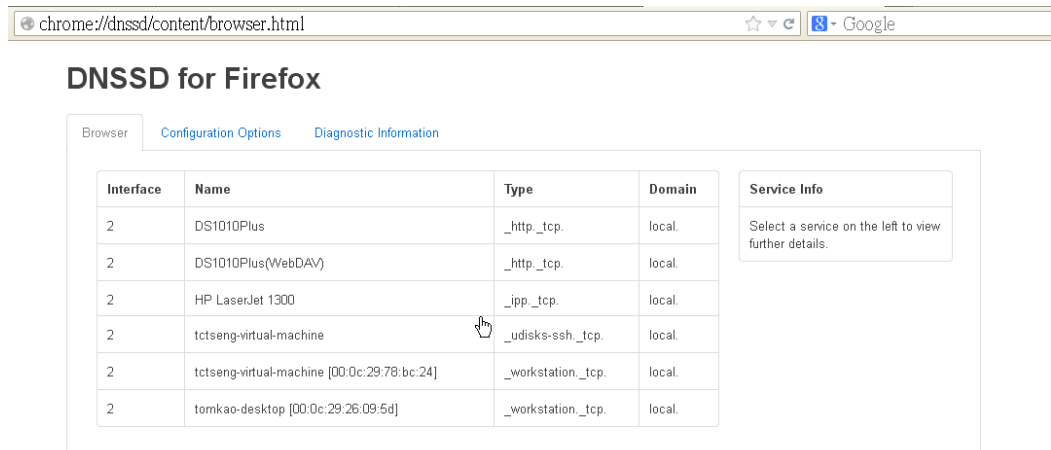 chrome://dnssd/content/browser.html
Google
DNSSD for Firefox
Browser Configuration Options Diagnostic Information
Interface Name Type Domain
2 DS1010Plus _http._tcp. local.
2 DS1010Plus(WebDAV) _http._tcp. local.
2 HP LaserJet 1300 _ipp._tcp. local.
2 tctseng-virtual-machine _udisks-ssh._tcp. local.
2 tctseng-virtual-machine [00:0c:29:78:bc:24] _workstation._tcp. local.
2 tomkao-desktop [00:0c:29:26:09:5d] _workstation._tcp. local.
Service Info
Select a service on the left to view
further details.